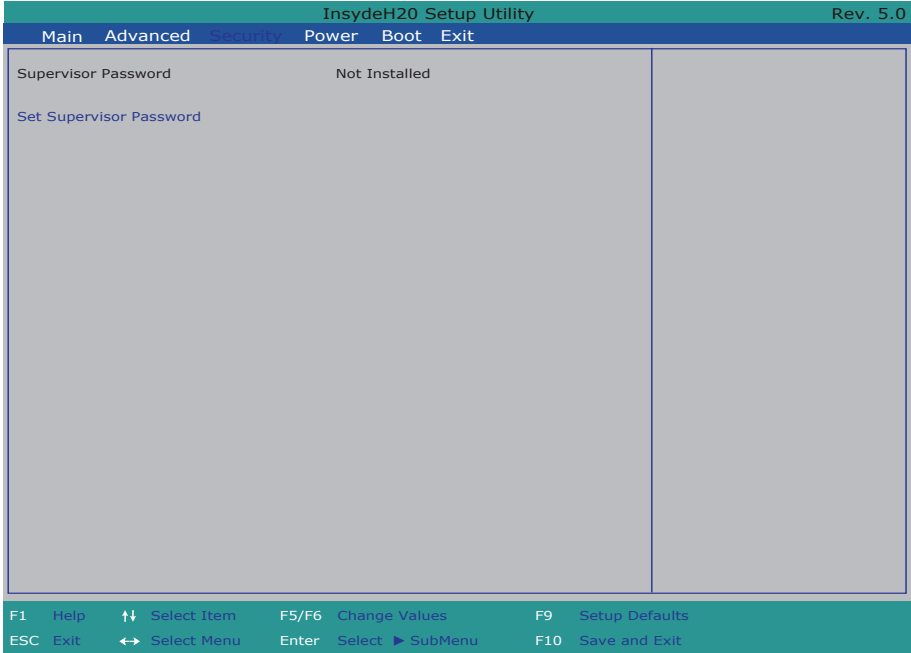 InsydeH20 Setup Utility Rev. 5.0
Main Advanced Security Power Boot Exit
Supervisor Password Not Installed
Set Supervisor Password
F1 Help ↑↓ Select Item F5/F6 Change Values F9 Setup Defaults
ESC Exit ←→ Select Menu Enter Select ▶ SubMenu F10 Save and Exit